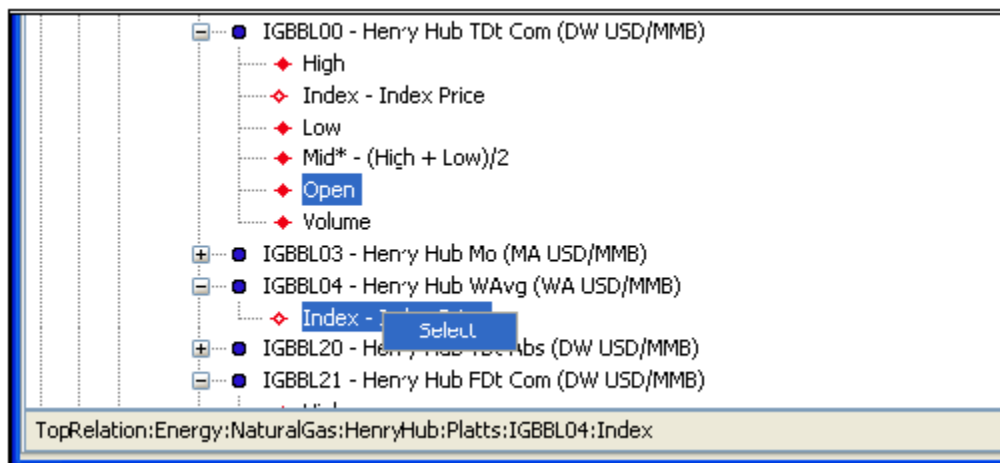 IGBBL00 - Henry Hub TDt Com (DW USD/MMB)
High
Index - Index Price
Low
Mid* - (High + Low)/2
Open
Volume
IGBBL03 - Henry Hub Mo (MA USD/MMB)
IGBBL04 - Henry Hub WAvg (WA USD/MMB)
Index -
Select
IGBBL20 - Henry Hub TDt Abs (DW USD/MMB)
IGBBL21 - Henry Hub FDt Com (DW USD/MMB)
TopRelation:Energy:NaturalGas:HenryHub:Platts:IGBBL04:Index